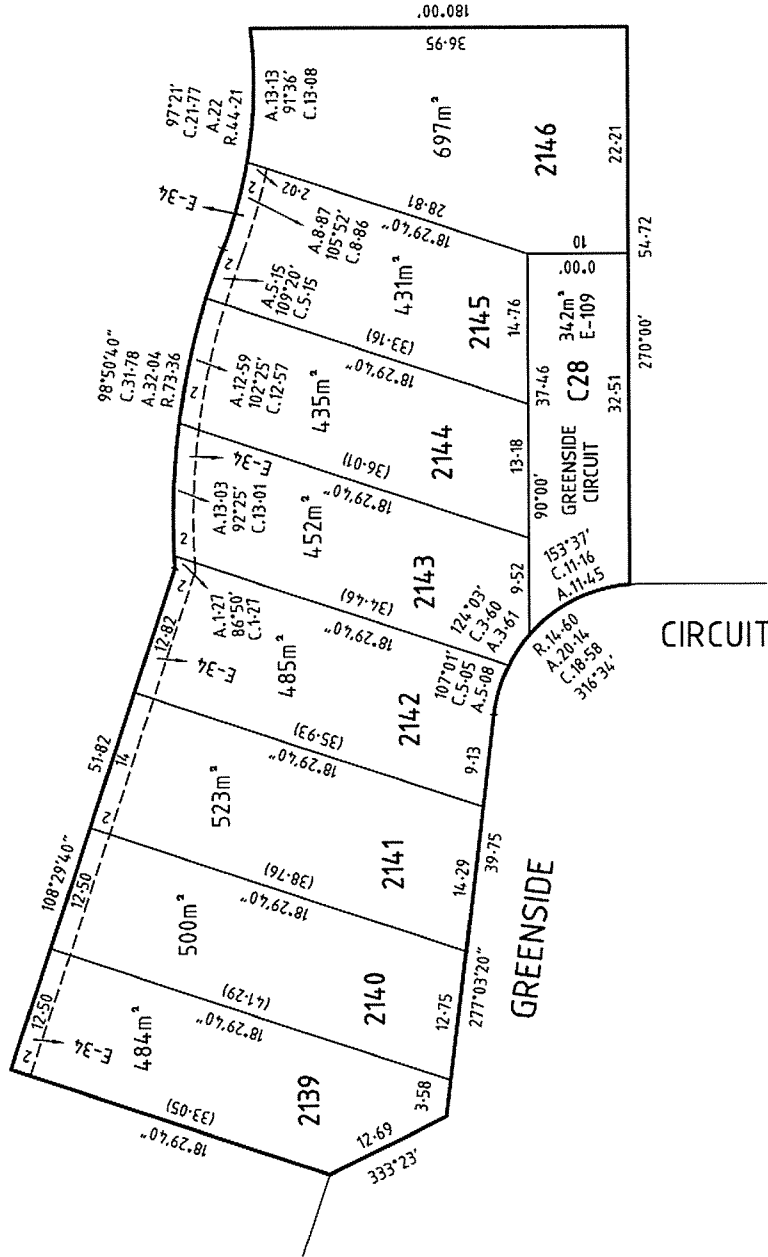 180°00'
36·95
97°21'
C.21·77
A.22
R.44·21
A.13·13
91°36'
C.13·08
697m²
2146
22·21
E-34
2
2·02
28·81
18°29'40"
A.8·87
105°52'
C.8·86
2
A.5·15
109°20'
C.5·15
431m²
2145
14·76
10
0°00'
54·72
270°00'
342m²
E-109
C28
37·46
32·51
GREENSIDE
CIRCUIT
90°00'
98°50'40"
C.31·78
A.32·04
R.73·36
(33·16)
18°29'40"
2
A.12·59
102°25'
C.12·57
435m²
2144
13·18
(36·01)
18°29'40"
E-34
A.13·03
92°25'
C.13·01
2
452m²
2143
9·52
(34·46)
18°29'40"
124°03'
C.3·60
A.3·61
153°37'
C.11·16
A.11·45
R.14·60
A.20·14
C.18·58
316°34'
CIRCUIT
2
A.1·27
86°50'
C.1·27
12·82
E-34
485m²
2142
107°01'
C.5·05
A.5·08
9·13
(35·93)
18°29'40"
51·82
14
2
523m²
2141
14·29
39·75
(38·76)
18°29'40"
108°29'40"
12·50
500m²
2140
12·75
277°03'20"
GREENSIDE
(41·29)
18°29'40"
12·50
2
E-34
484m²
2139
3·58
(33·05)
18°29'40"
12·69
333°23'